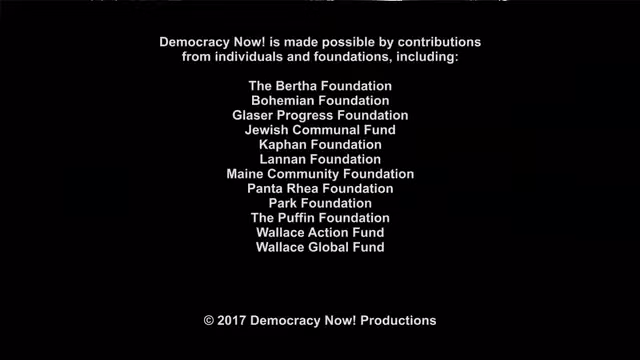 Democracy Now! is made possible by contributions
from individuals and foundations, including:
The Bertha Foundation
Bohemian Foundation
Glaser Progress Foundation
Jewish Communal Fund
Kaphan Foundation
Lannan Foundation
Maine Community Foundation
Panta Rhea Foundation
Park Foundation
The Puffin Foundation
Wallace Action Fund
Wallace Global Fund
© 2017 Democracy Now! Productions